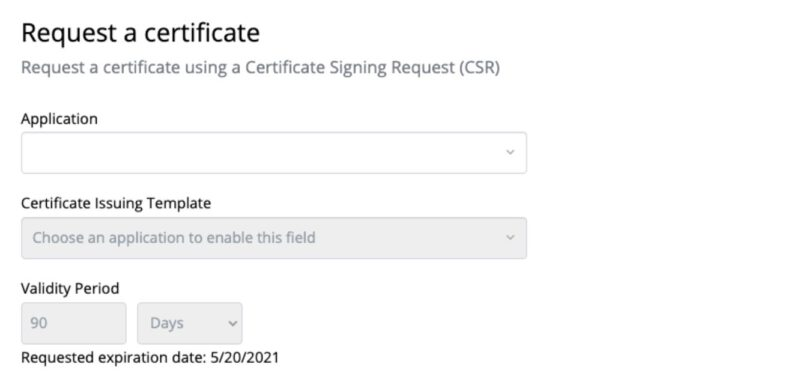 Request a certificate
Request a certificate using a Certificate Signing Request (CSR)
Application
Certificate Issuing Template
Choose an application to enable this field
Validity Period
90
Days
Requested expiration date: 5/20/2021